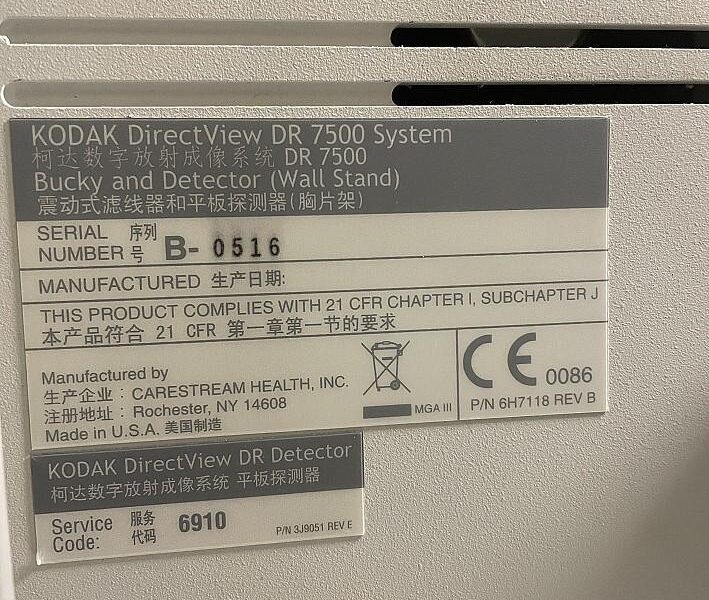 KODAK DirectView DR 7500 System
柯达数字放射成像系统 DR 7500
Bucky and Detector (Wall Stand)
震动式滤线器和平板探测器(胸片架)
SERIAL 序列
NUMBER 号 B- 0516
MANUFACTURED 生产日期:
THIS PRODUCT COMPLIES WITH 21 CFR CHAPTER I, SUBCHAPTER J
本产品符合 21 CFR 第一章第一节的要求
Manufactured by
生产企业 : CARESTREAM HEALTH, INC.
注册地址 : Rochester, NY 14608
Made in U.S.A. 美国制造
MGA III
CE 0086
P/N 6H7118 REV B
KODAK DirectView DR Detector
柯达数字放射成像系统 平板探测器
Service 服务
Code: 代码 6910
P/N 3J9051 REV E